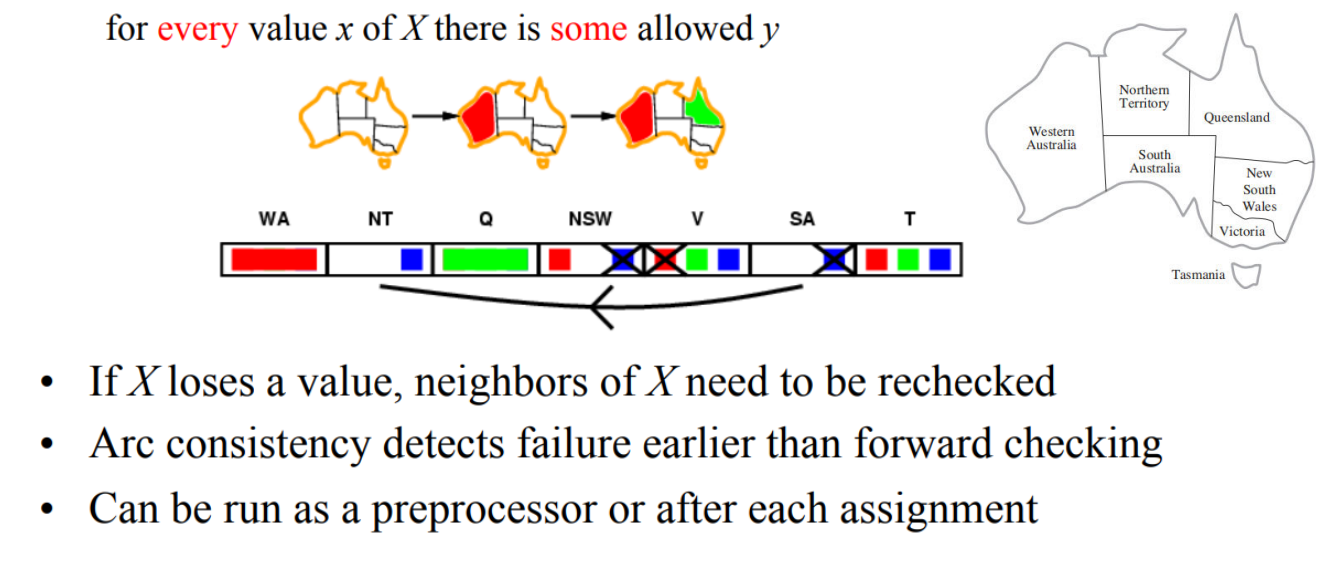 for every value x of X there is some allowed y
Northern
Territory
Queensland
Western
Australia
South
Australia
New
South
Wales
Victoria
Tasmania
WA NT Q NSW V SA T
• If X loses a value, neighbors of X need to be rechecked
• Arc consistency detects failure earlier than forward checking
• Can be run as a preprocessor or after each assignment